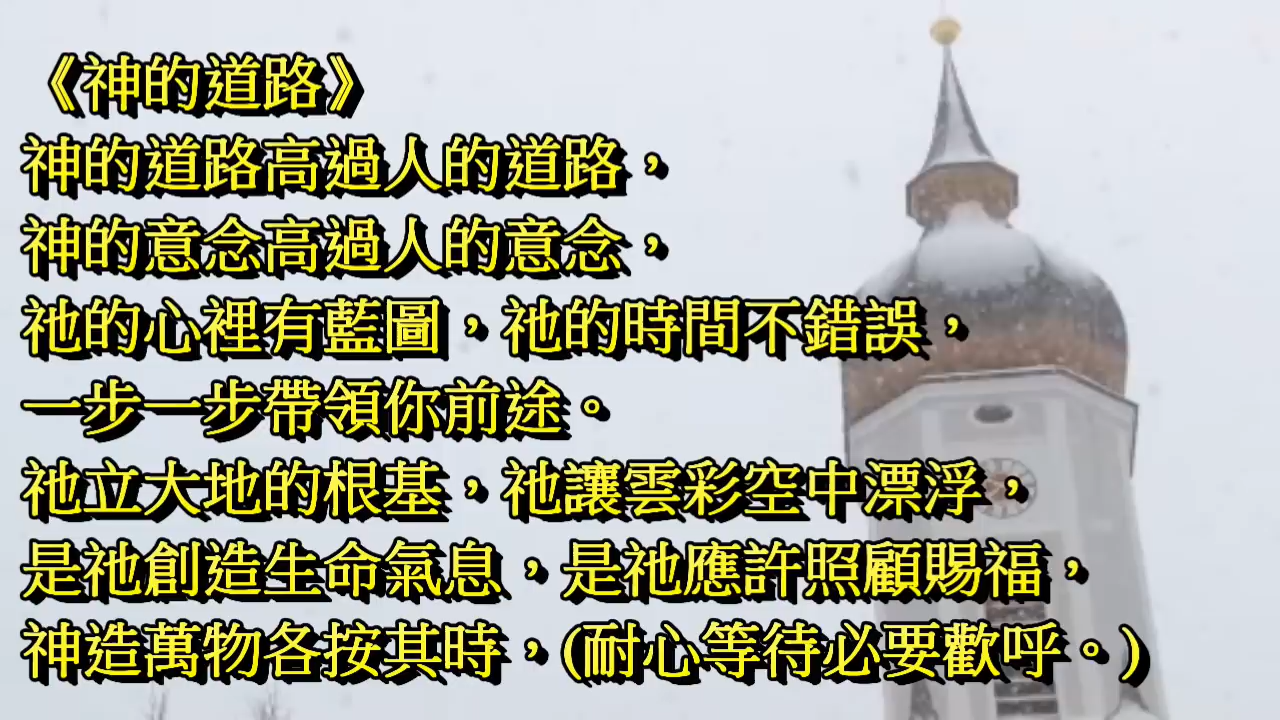 《神的道路》
神的道路高過人的道路，
神的意念高過人的意念，
祂的心裡有藍圖，祂的時間不錯誤，
一步一步帶領你前途。
祂立大地的根基，祂讓雲彩空中漂浮，
是祂創造生命氣息，是祂應許照顧賜福，
神造萬物各按其時，(耐心等待必要歡呼。)